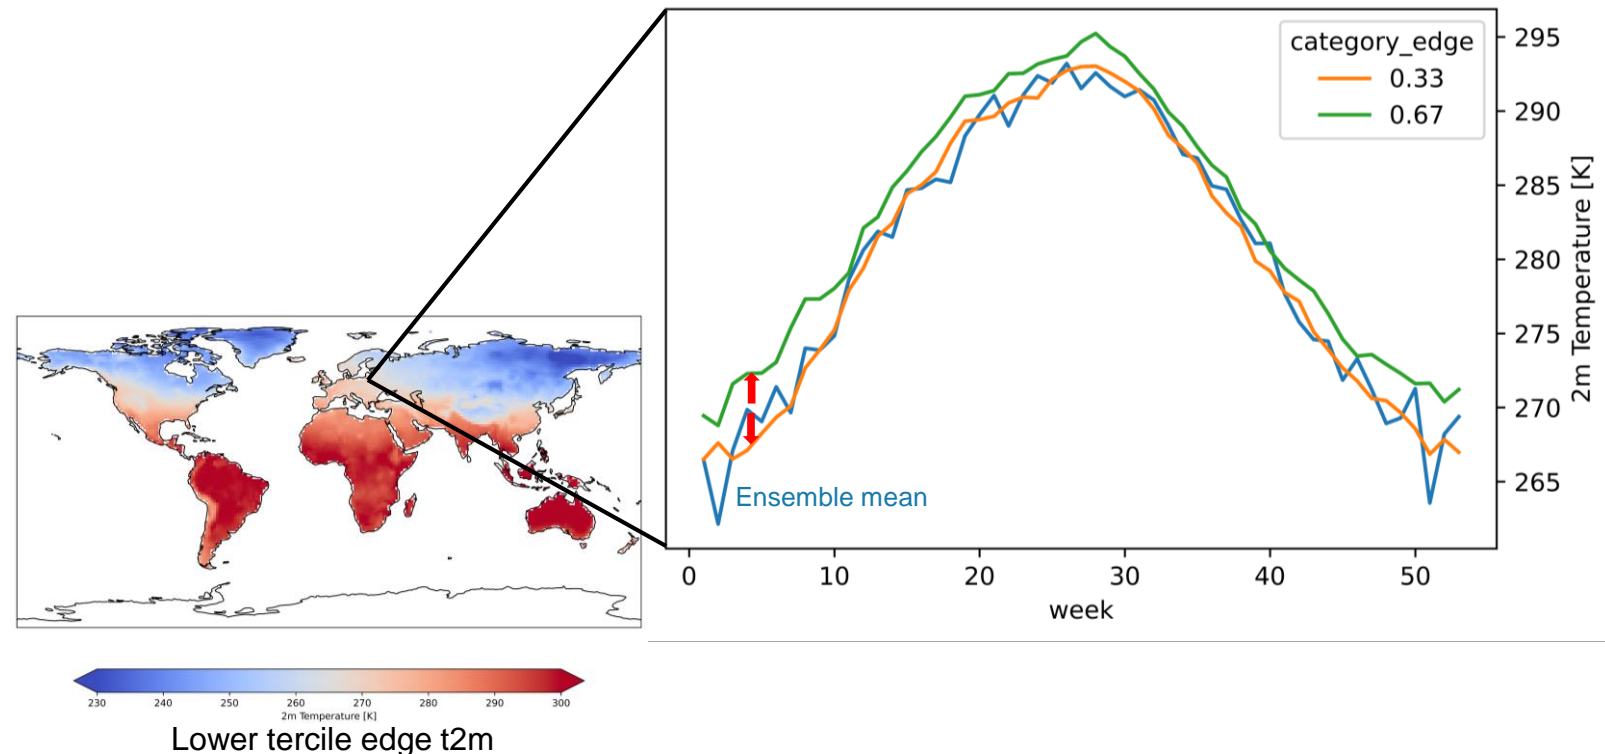 category_edge
0.33
0.67
295
290
285
280
275
270
265
2m Temperature [K]
Ensemble mean
0 10 20 30 40 50
week
230 240 250 260 270 280 290 300
2m Temperature [K]
Lower tercile edge t2m